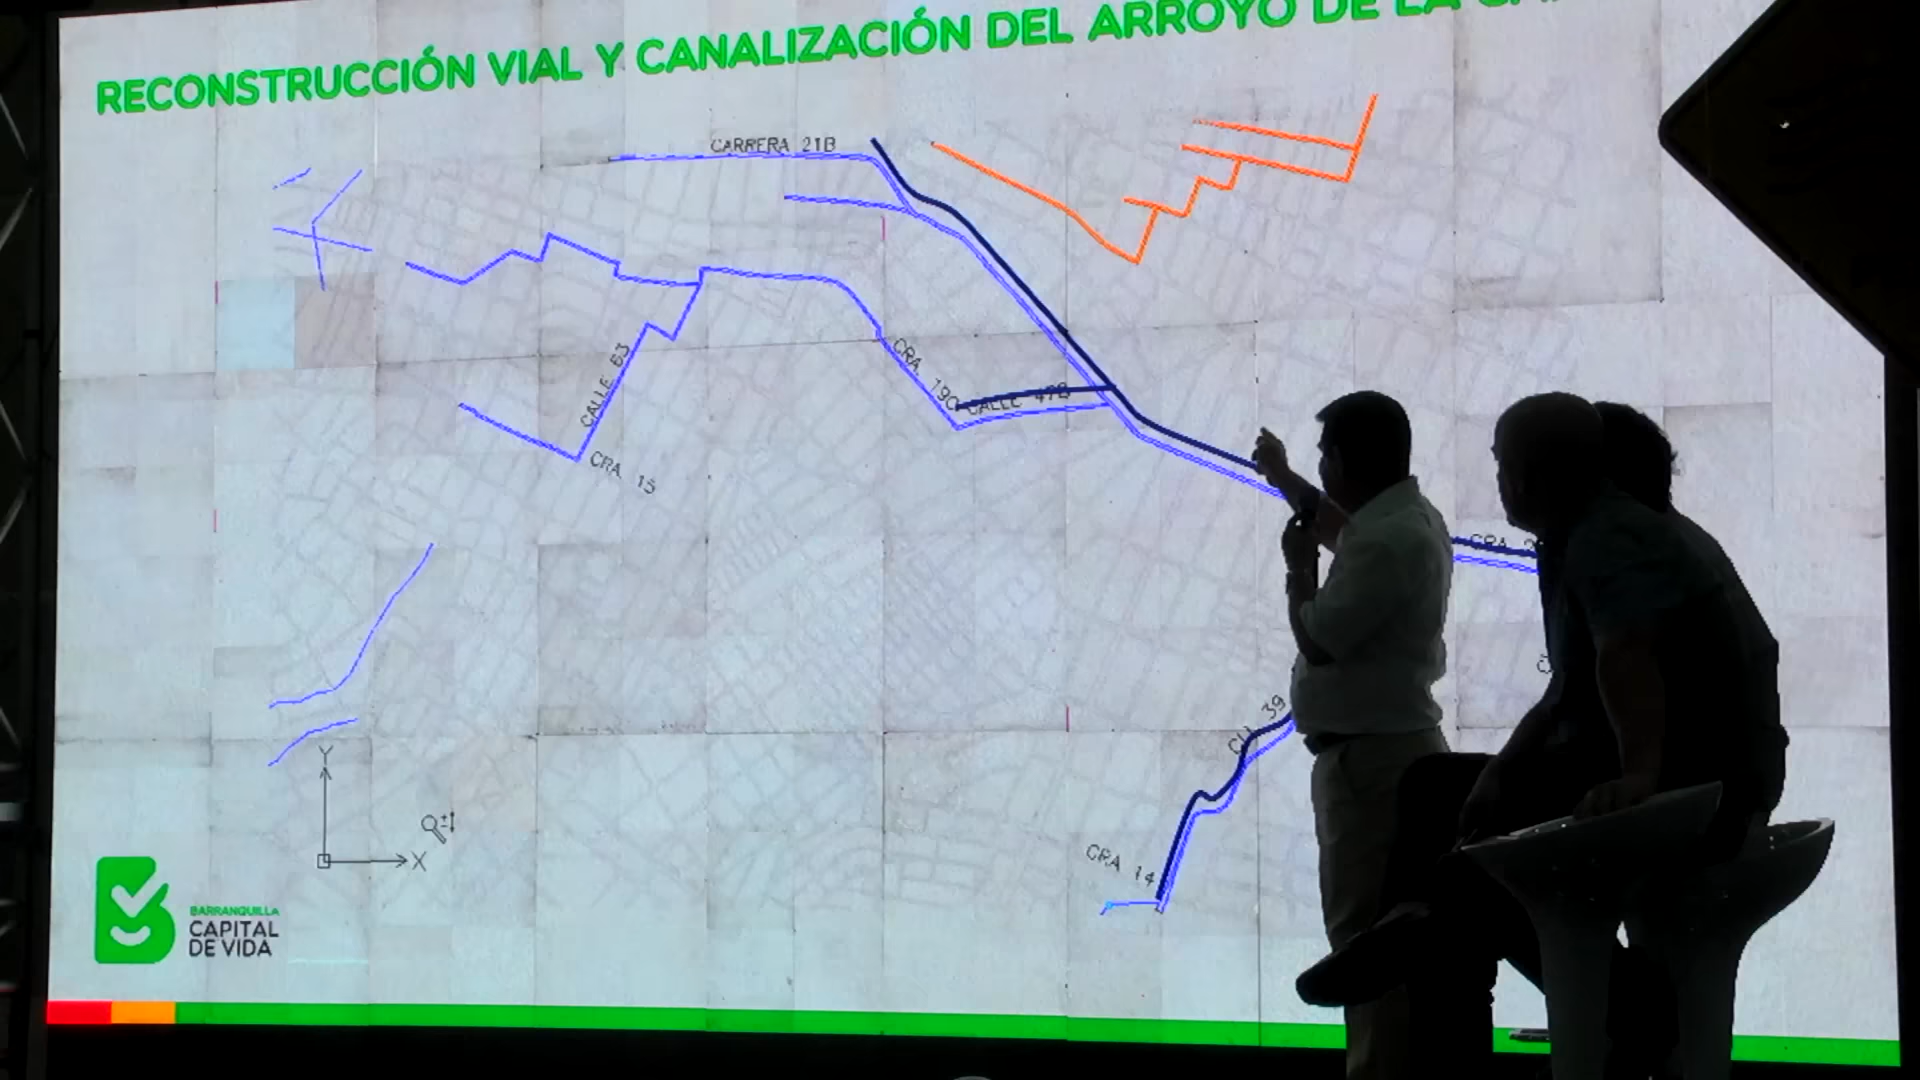 RECONSTRUCCIÓN VIAL Y CANALIZACIÓN DEL ARROYO DE LA
CARRERA 21B
CALLE 63
CRA. 19C
CALLE 47B
CRA 15
CRA
CLL 39
CRA 14
Y
X
BARRANQUILLA
CAPITAL
DE VIDA